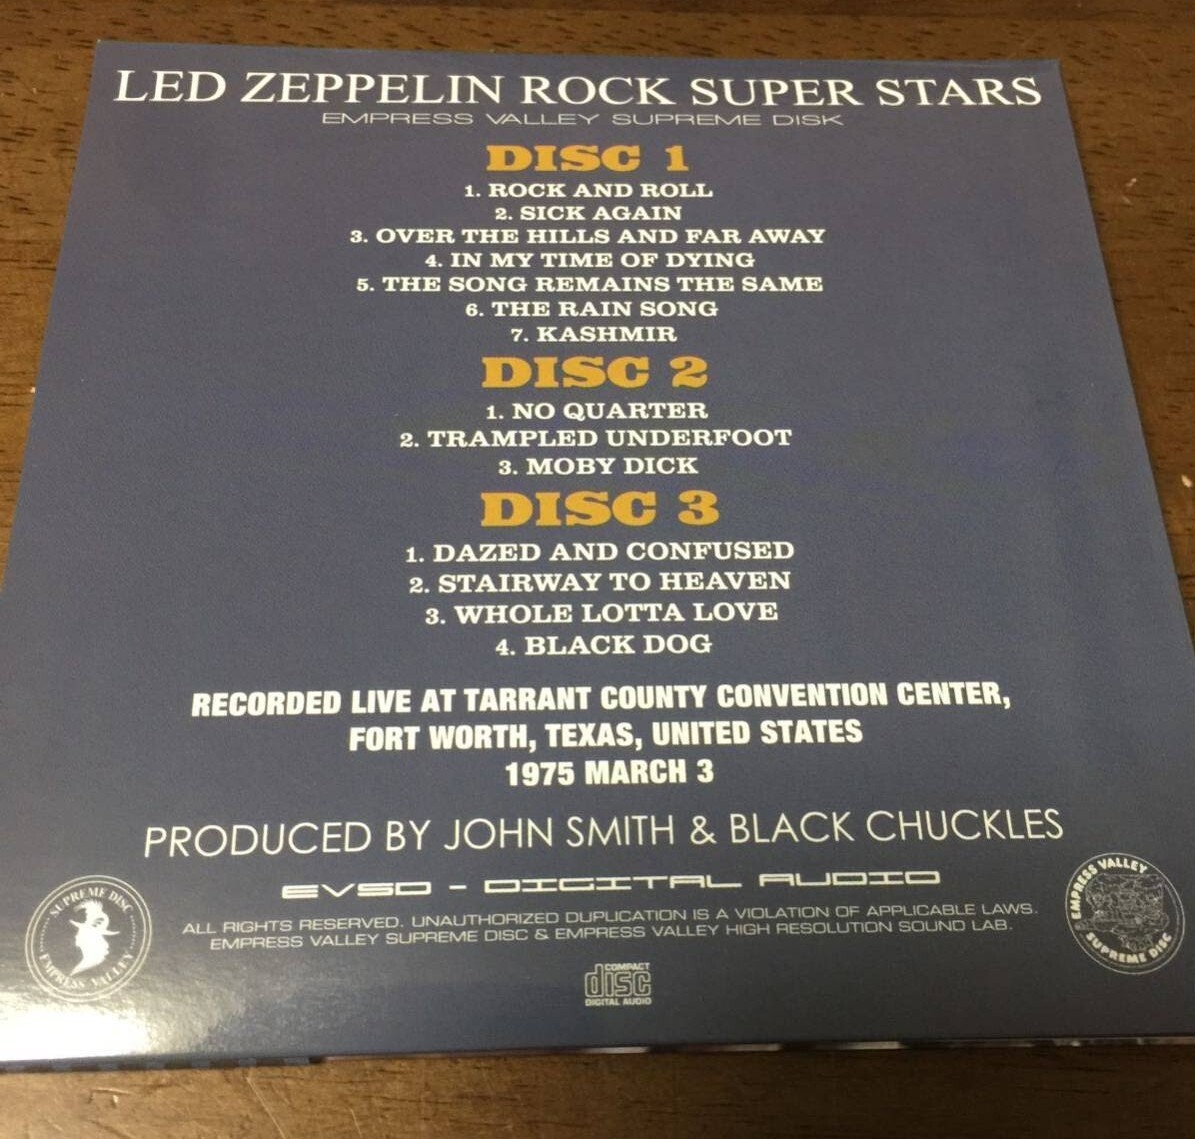 LED ZEPPELIN ROCK SUPER STARS
EMPRESS VALLEY SUPREME DISK
DISC 1
1. ROCK AND ROLL
2. SICK AGAIN
3. OVER THE HILLS AND FAR AWAY
4. IN MY TIME OF DYING
5. THE SONG REMAINS THE SAME
6. THE RAIN SONG
7. KASHMIR
DISC 2
1. NO QUARTER
2. TRAMPLED UNDERFOOT
3. MOBY DICK
DISC 3
1. DAZED AND CONFUSED
2. STAIRWAY TO HEAVEN
3. WHOLE LOTTA LOVE
4. BLACK DOG
RECORDED LIVE AT TARRANT COUNTY CONVENTION CENTER,
FORT WORTH, TEXAS, UNITED STATES
1975 MARCH 3
PRODUCED BY JOHN SMITH & BLACK CHUCKLES
EVSD - DIGITAL AUDIO
ALL RIGHTS RESERVED. UNAUTHORIZED DUPLICATION IS A VIOLATION OF APPLICABLE LAWS.
EMPRESS VALLEY SUPREME DISC & EMPRESS VALLEY HIGH RESOLUTION SOUND LAB.
SUPREME DISC
EMPRESS VALLEY
EMPRESS VALLEY
SUPREME DISC
COMPACT
disc
DIGITAL AUDIO